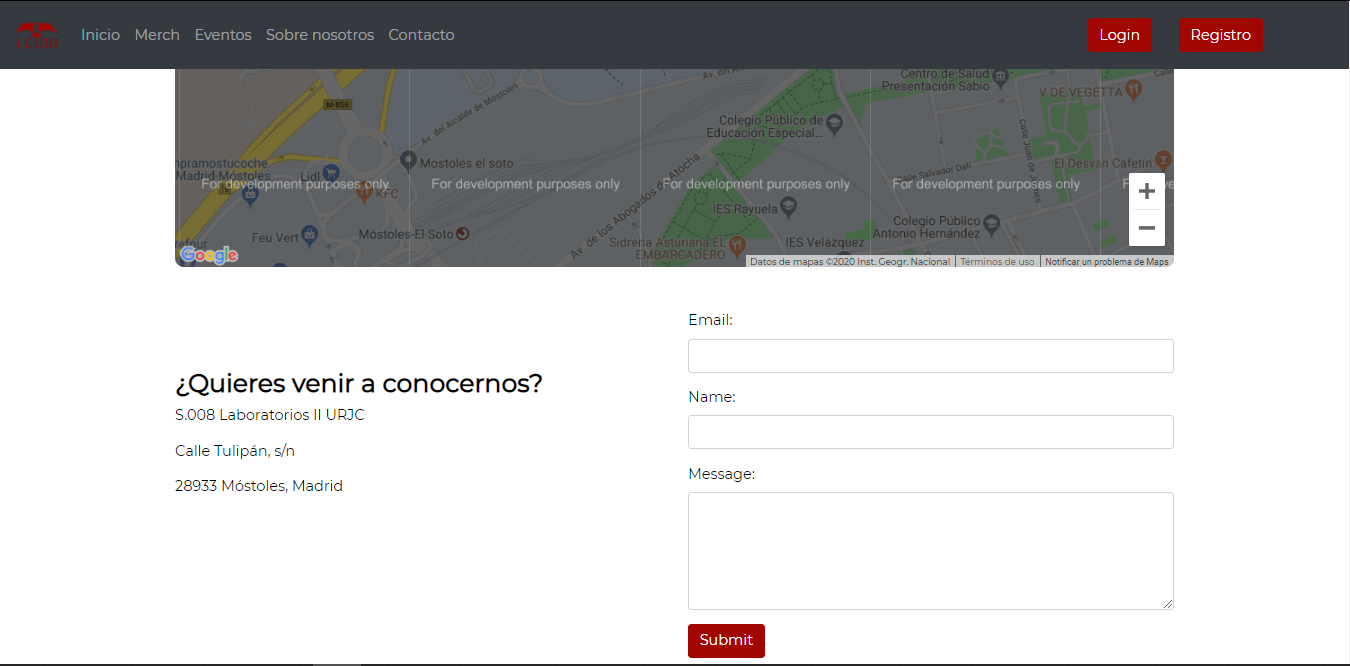 Inicio Merch Eventos Sobre nosotros Contacto Login Registro
Av. de
Centro de Salud
Presentación Sabio
V DE VEGETTA
M-856
Av. del Alcalde de Móstoles
Colegio Público de
Educación Especial...
Calle Juan de Juanes
Mostoles el soto
Madrid-Móstoles
Lidl
El Desvan Cafetín
Calle Salvador Dalí
For development purposes only
For development purposes only
For development purposes only
For development purposes only
KFC
Av. de los Abogados de Atocha
IES Rayuela
Colegio Público
Antonio Hernández
Feu Vert
Móstoles-El Soto
Sidrería Asturiana EL
EMBARCADERO
IES Velázquez
Google
Datos de mapas ©2020 Inst. Geogr. Nacional
Términos de uso
Notificar un problema de Maps
Email:
¿Quieres venir a conocernos?
S.008 Laboratorios II URJC
Calle Tulipán, s/n
28933 Móstoles, Madrid
Name:
Message:
Submit